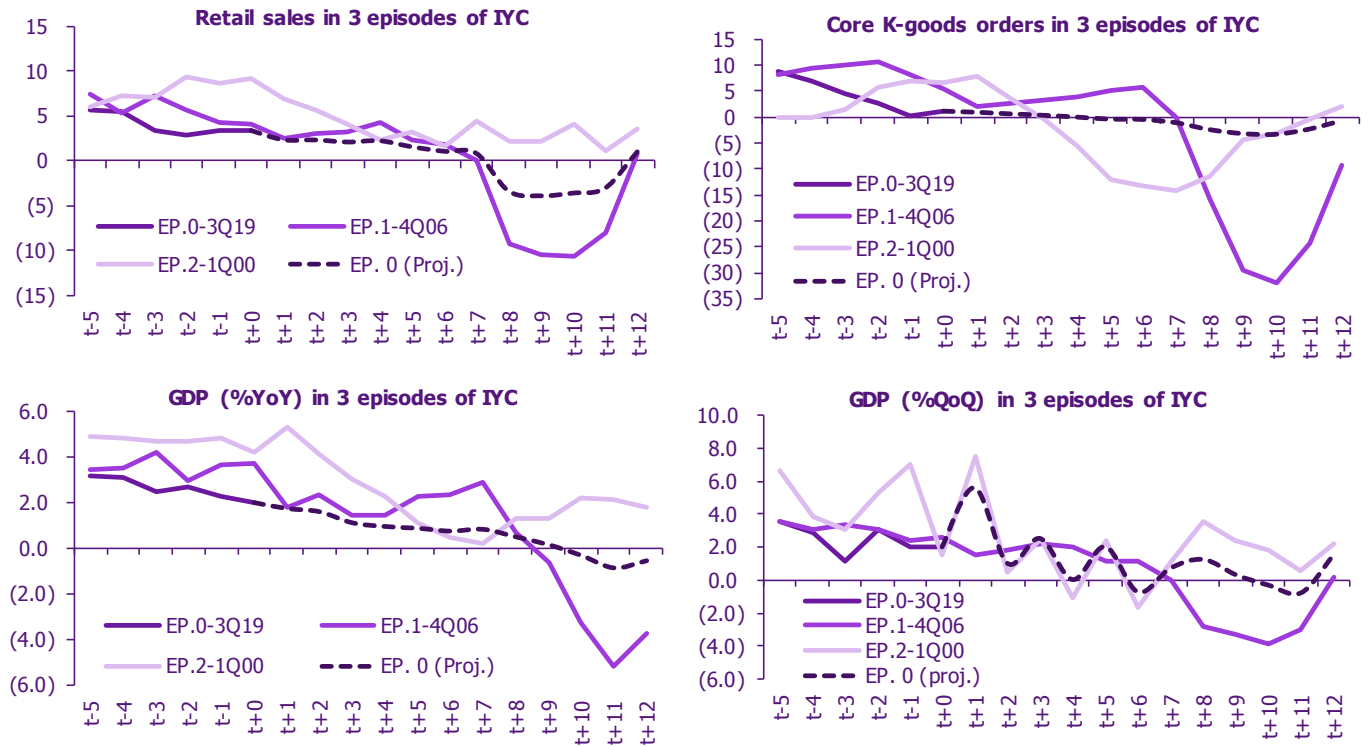 Retail sales in 3 episodes of IYC
15
10
5
0
(5)
(10)
(15)
EP.0-3Q19
EP.1-4Q06
EP.2-1Q00
EP. 0 (Proj.)
t-5
t-4
t-3
t-2
t-1
t+0
t+1
t+2
t+3
t+4
t+5
t+6
t+7
t+8
t+9
t+10
t+11
t+12
Core K-goods orders in 3 episodes of IYC
15
10
5
0
(5)
(10)
(15)
(20)
(25)
(30)
(35)
EP.0-3Q19
EP.1-4Q06
EP.2-1Q00
EP. 0 (Proj.)
t-5
t-4
t-3
t-2
t-1
t+0
t+1
t+2
t+3
t+4
t+5
t+6
t+7
t+8
t+9
t+10
t+11
t+12
GDP (%YoY) in 3 episodes of IYC
6.0
4.0
2.0
0.0
(2.0)
(4.0)
(6.0)
EP.0-3Q19
EP.1-4Q06
EP.2-1Q00
EP. 0 (Proj.)
t-5
t-4
t-3
t-2
t-1
t+0
t+1
t+2
t+3
t+4
t+5
t+6
t+7
t+8
t+9
t+10
t+11
t+12
GDP (%QoQ) in 3 episodes of IYC
10.0
8.0
6.0
4.0
2.0
0.0
(2.0)
(4.0)
(6.0)
EP.0-3Q19
EP.1-4Q06
EP.2-1Q00
EP. 0 (proj.)
t-5
t-4
t-3
t-2
t-1
t+0
t+1
t+2
t+3
t+4
t+5
t+6
t+7
t+8
t+9
t+10
t+11
t+12